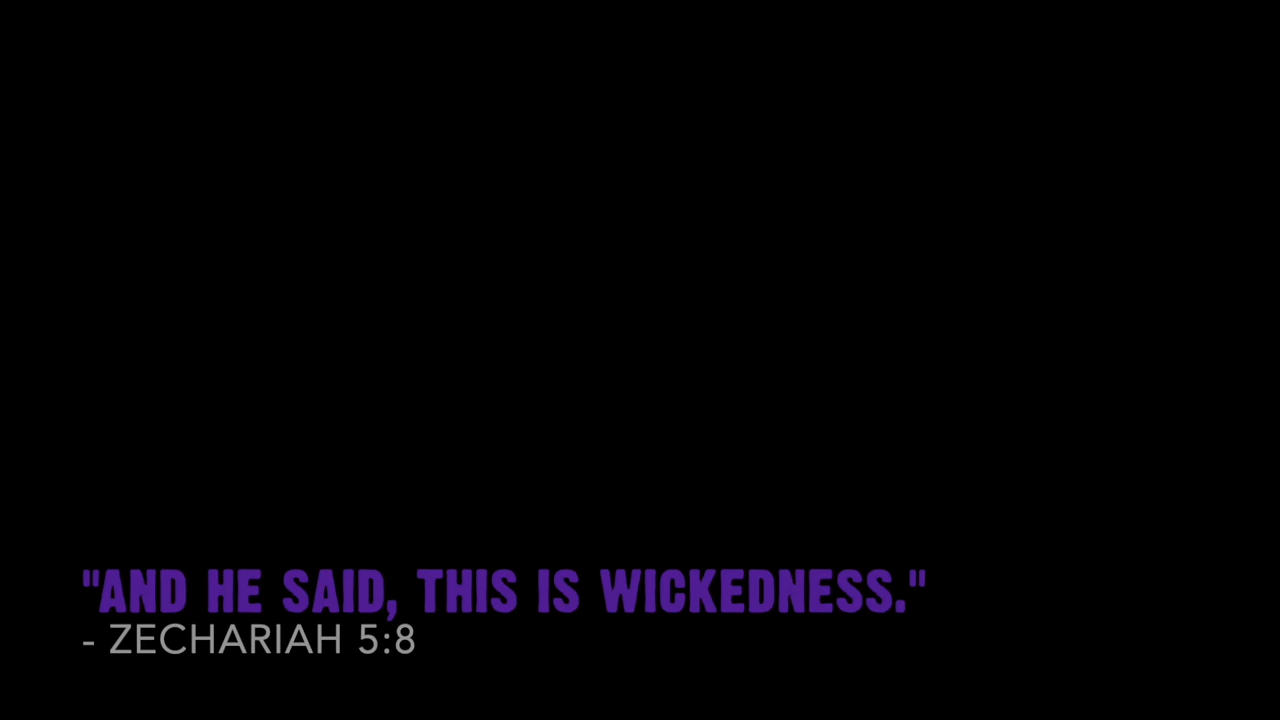 "AND HE SAID, THIS IS WICKEDNESS."
- ZECHARIAH 5:8